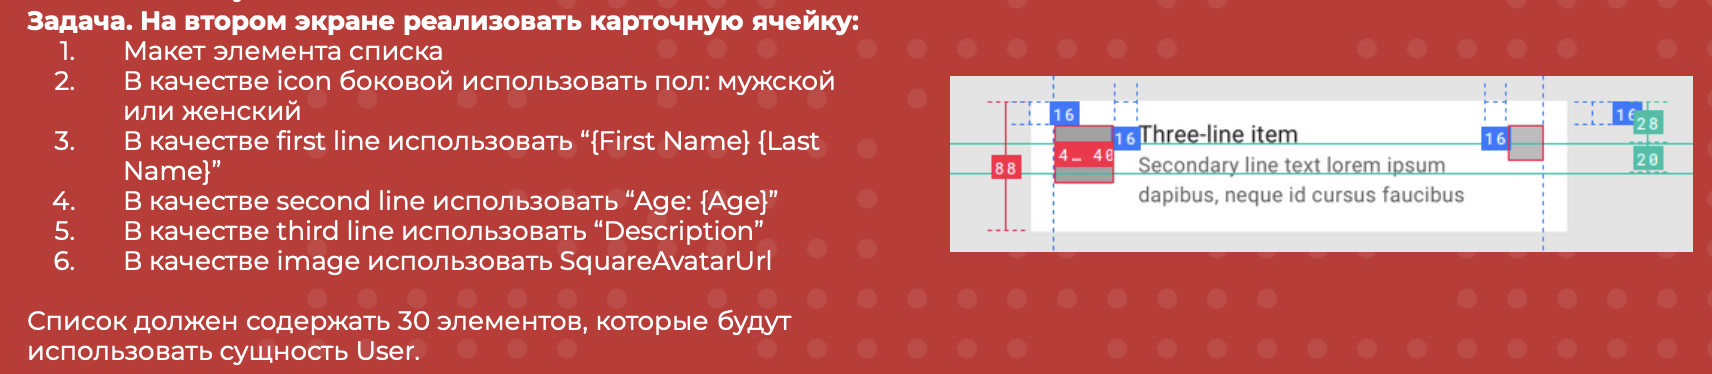 Задача. На втором экране реализовать карточную ячейку:
1. Макет элемента списка
2. В качестве icon боковой использовать пол: мужской
или женский
3. В качестве first line использовать “{First Name} {Last
Name}”
4. В качестве second line использовать “Age: {Age}”
5. В качестве third line использовать “Description”
6. В качестве image использовать SquareAvatarUrl
Список должен содержать 30 элементов, которые будут
использовать сущность User.
16
16
28
16
Three-line item
16
4… 40
Secondary line text lorem ipsum
20
88
dapibus, neque id cursus faucibus